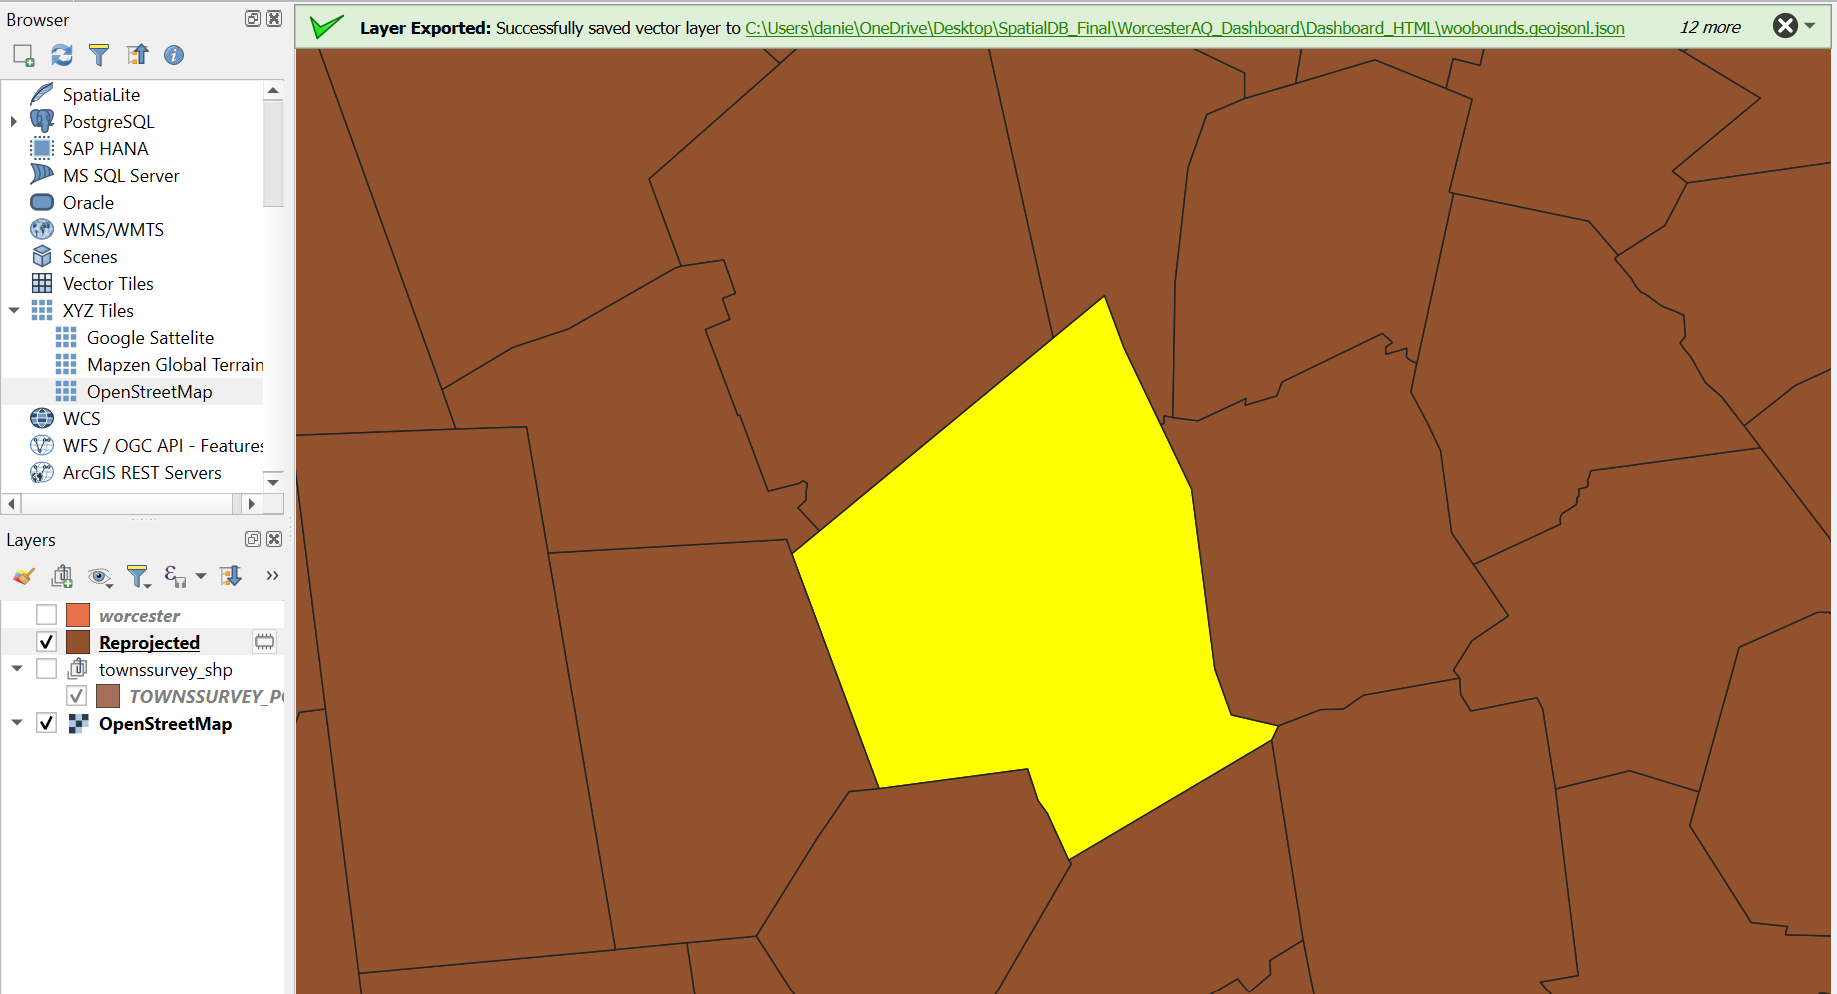 Browser
Layer Exported: Successfully saved vector layer to C:\Users\danie\OneDrive\Desktop\SpatialDB_Final\WorcesterAQ_Dashboard\Dashboard_HTML\woobounds.geojsonl.json 12 more
SpatiaLite
PostgreSQL
SAP HANA
MS SQL Server
Oracle
WMS/WMTS
Scenes
Vector Tiles
XYZ Tiles
Google Sattelite
Mapzen Global Terrain
OpenStreetMap
WCS
WFS / OGC API - Features
ArcGIS REST Servers
Layers
worcester
Reprojected
townssurvey_shp
TOWNSSURVEY_PO
OpenStreetMap